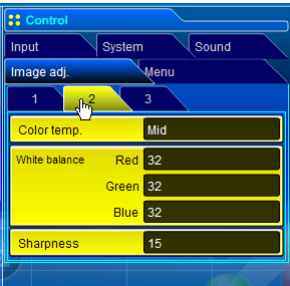 Control
Input System Sound
Image adj. Menu
1 2 3
Color temp. Mid
White balance Red 32
Green 32
Blue 32
Sharpness 15